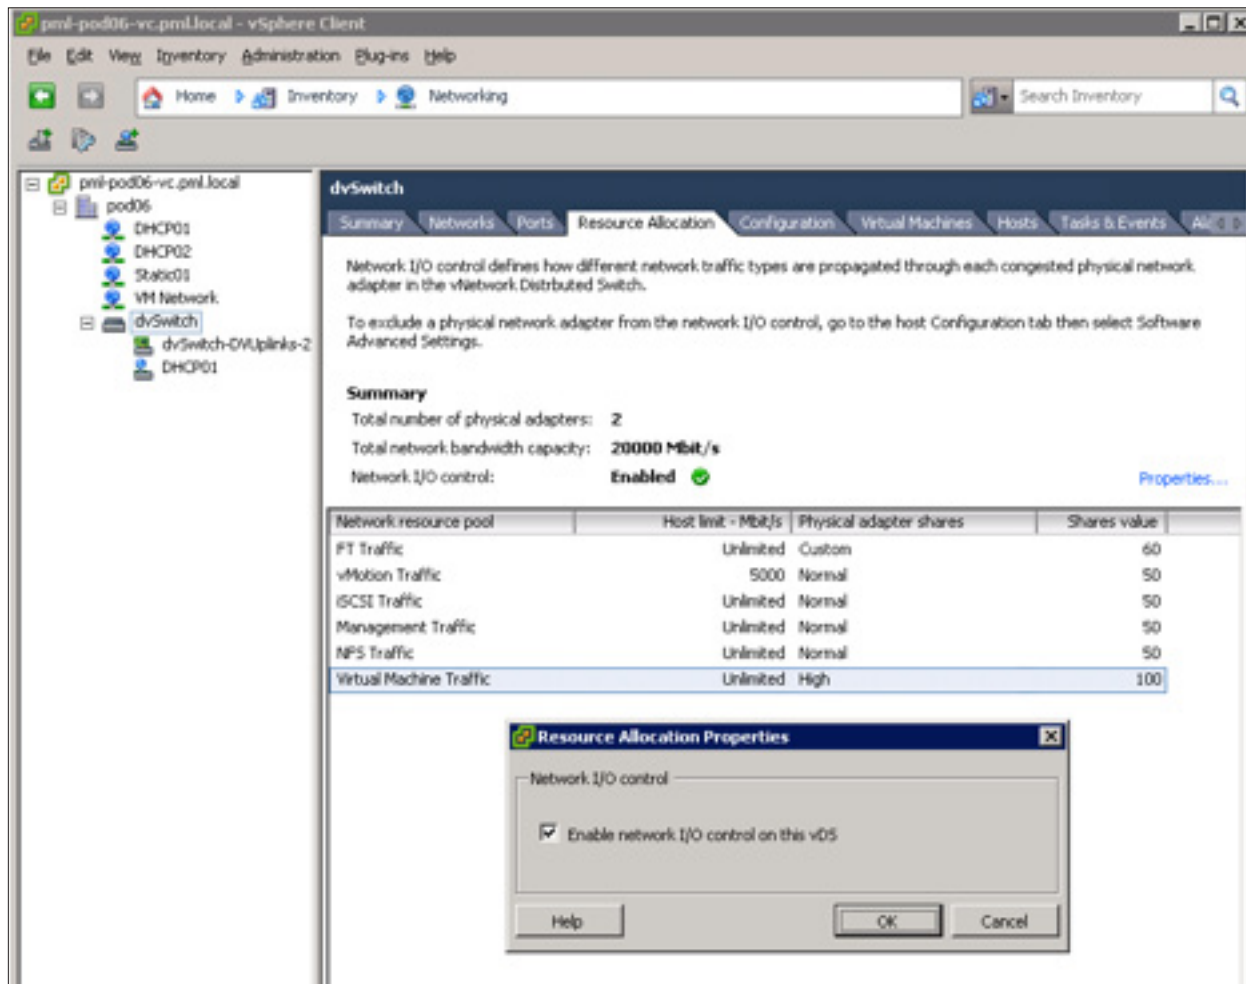 pml-pod06-vc.pml.local - vSphere Client
File Edit View Inventory Administration Plug-ins Help
Home Inventory Networking Search Inventory
pml-pod06-vc.pml.local
pod06
DHCP01
DHCP02
Static01
VM Network
dvSwitch
dvSwitch-DVUplinks-2
DHCP01
dvSwitch
Summary Networks Ports Resource Allocation Configuration Virtual Machines Hosts Tasks & Events
Network I/O control defines how different network traffic types are propagated through each congested physical network
adapter in the vNetwork Distrbuted Switch.
To exclude a physical network adapter from the network I/O control, go to the host Configuration tab then select Software
Advanced Settings.
Summary
Total number of physical adapters: 2
Total network bandwidth capacity: 20000 Mbit/s
Network I/O control: Enabled Properties...
Network resource pool Host limit - Mbit/s Physical adapter shares Shares value
FT Traffic Unlimited Custom 60
vMotion Traffic 5000 Normal 50
iSCSI Traffic Unlimited Normal 50
Management Traffic Unlimited Normal 50
NFS Traffic Unlimited Normal 50
Virtual Machine Traffic Unlimited High 100
Resource Allocation Properties
Network I/O control
Enable network I/O control on this vDS
Help OK Cancel